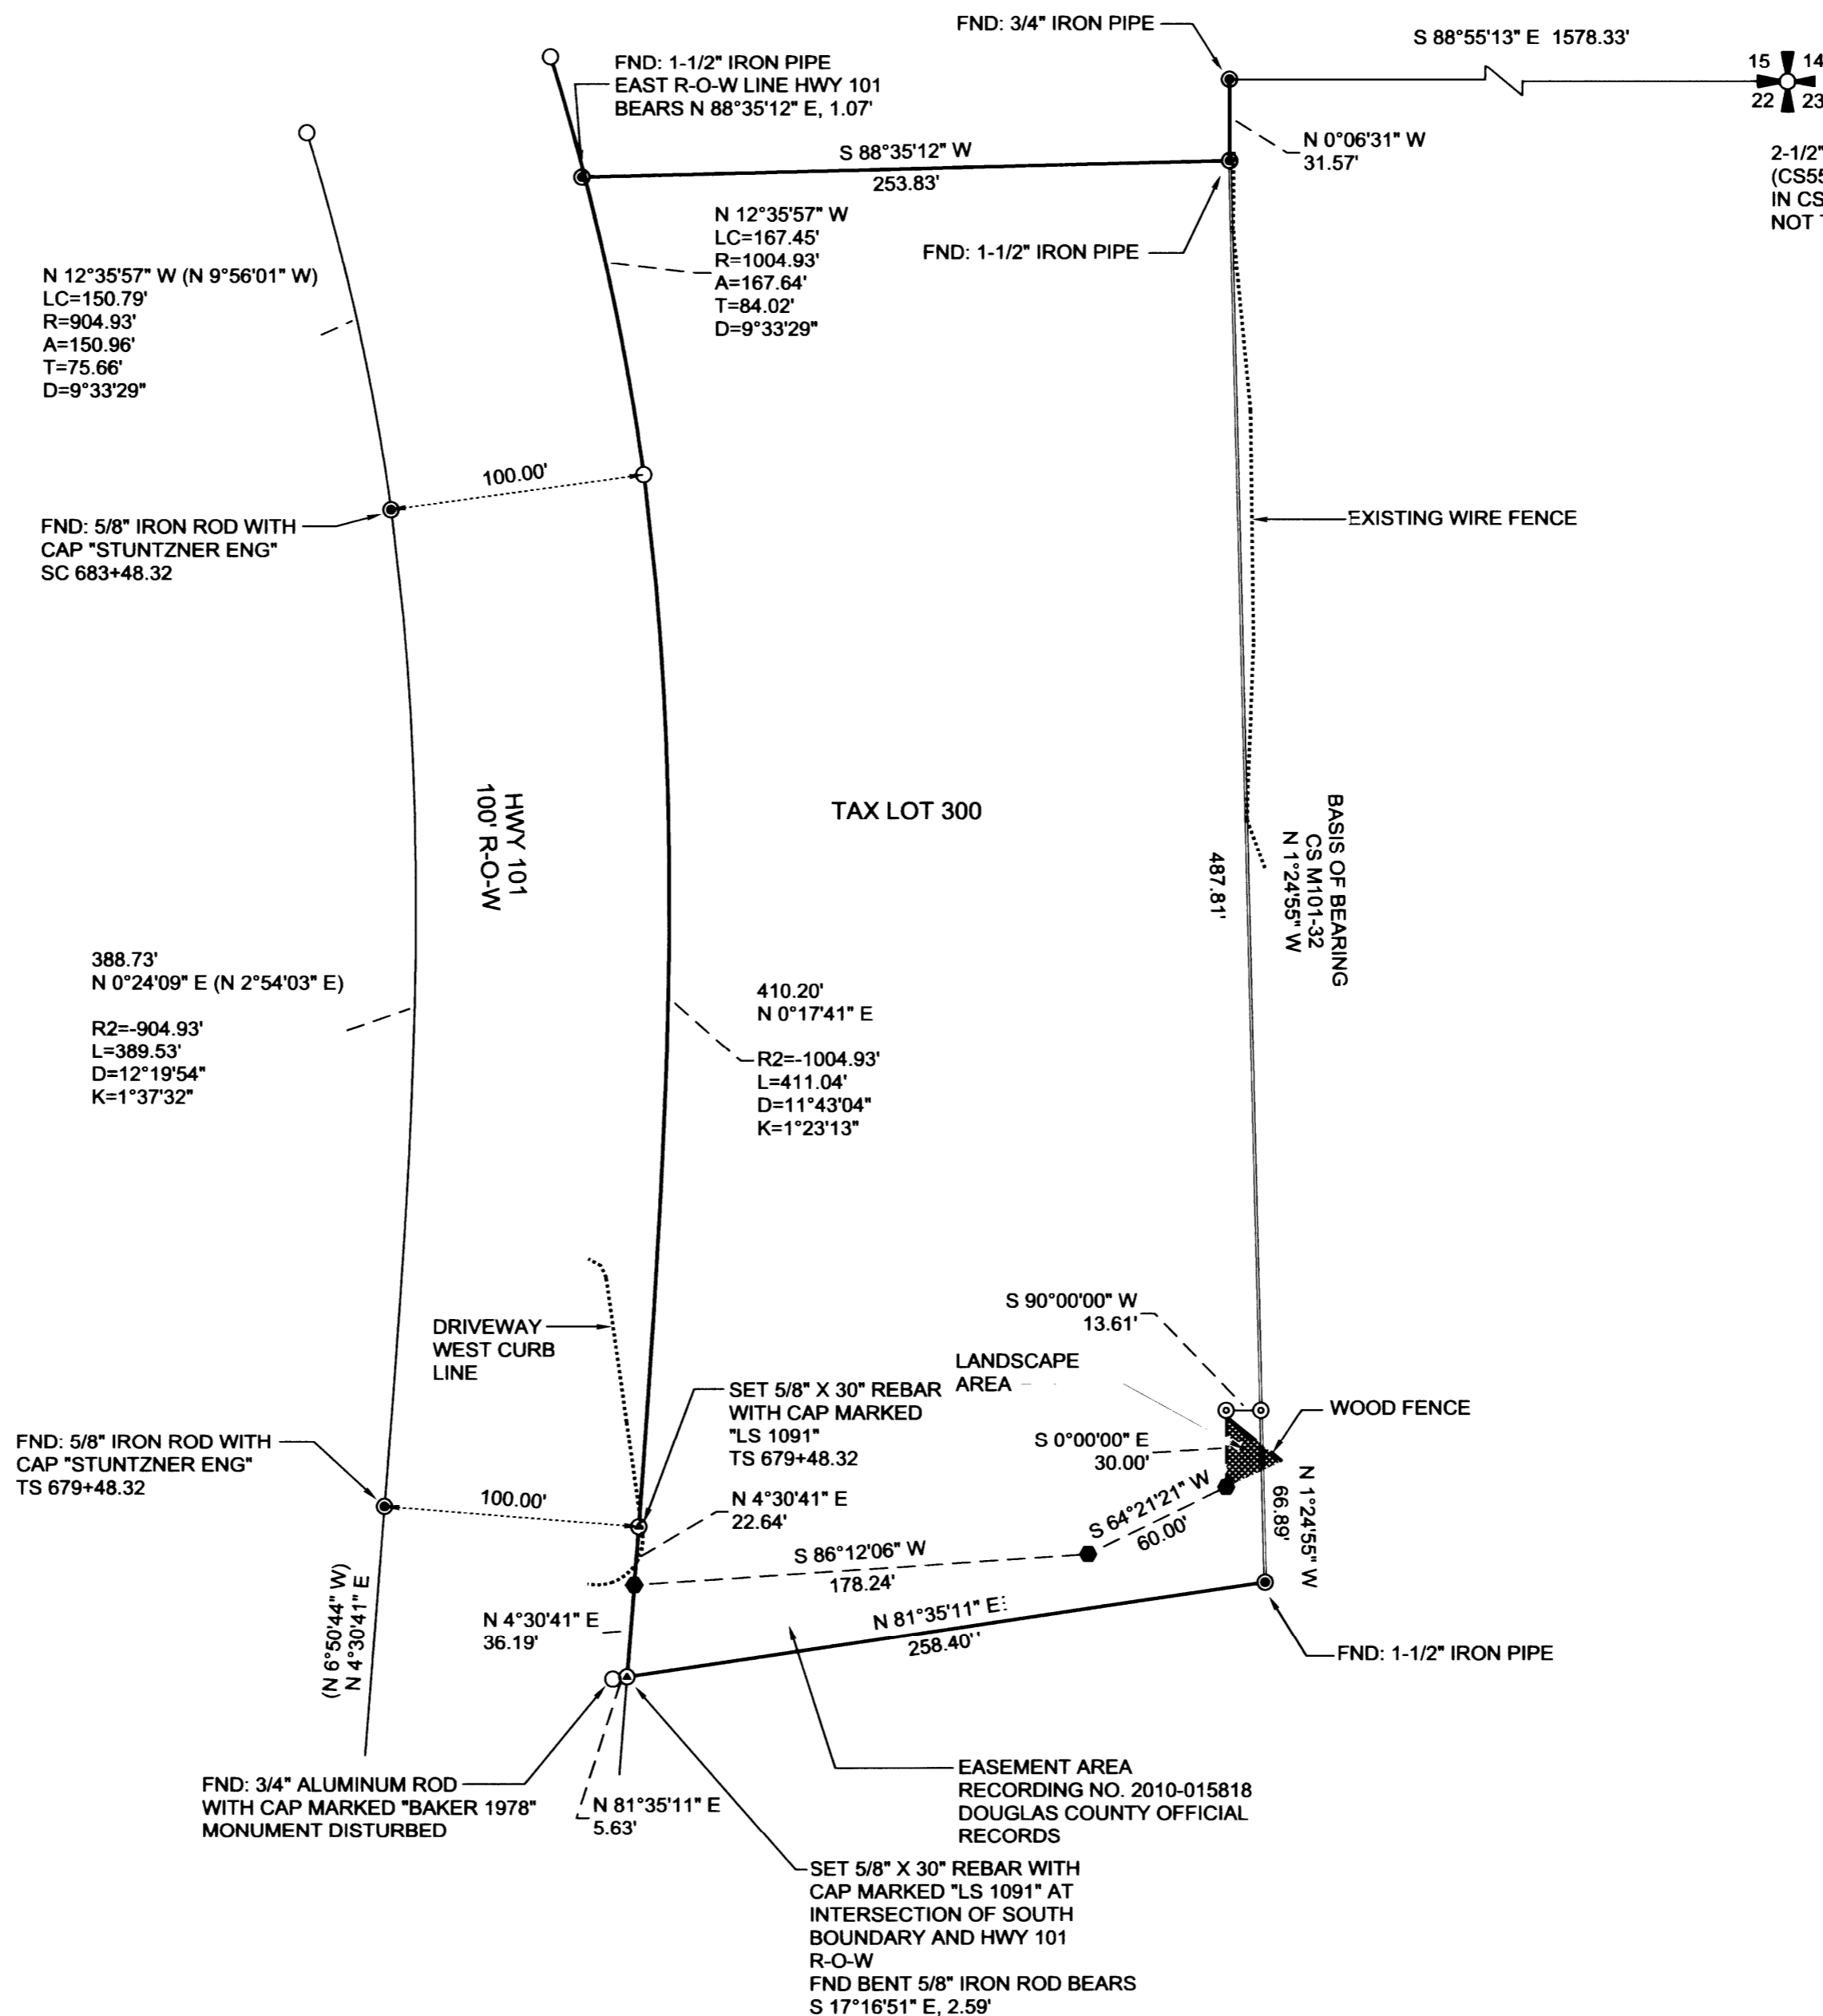 FND: 3/4" IRON PIPE
S 88°55'13" E 1578.33'
15 14
22 23
FND: 1-1/2" IRON PIPE
EAST R-O-W LINE HWY 101
BEARS N 88°35'12" E, 1.07'
N 0°06'31" W
31.57'
2-1/2"
(CS55
IN CS
NOT
S 88°35'12" W
253.83'
N 12°35'57" W
LC=167.45'
R=1004.93'
A=167.64'
T=84.02'
D=9°33'29"
FND: 1-1/2" IRON PIPE
N 12°35'57" W (N 9°56'01" W)
LC=150.79'
R=904.93'
A=150.96'
T=75.66'
D=9°33'29"
100.00'
FND: 5/8" IRON ROD WITH
CAP "STUNTZNER ENG"
SC 683+48.32
EXISTING WIRE FENCE
HWY 101
100' R-O-W
TAX LOT 300
BASIS OF BEARING
CS M101-32
N 1°24'55" W
487.81'
388.73'
N 0°24'09" E (N 2°54'03" E)
R2=-904.93'
L=389.53'
D=12°19'54"
K=1°37'32"
410.20'
N 0°17'41" E
R2=-1004.93'
L=411.04'
D=11°43'04"
K=1°23'13"
S 90°00'00" W
13.61'
DRIVEWAY
WEST CURB
LINE
LANDSCAPE
AREA
SET 5/8" X 30" REBAR
WITH CAP MARKED
"LS 1091"
TS 679+48.32
WOOD FENCE
S 0°00'00" E
30.00'
FND: 5/8" IRON ROD WITH
CAP "STUNTZNER ENG"
TS 679+48.32
100.00'
N 4°30'41" E
22.64'
S 64°21'21" W
60.00'
N 1°24'55" W
66.89'
S 86°12'06" W
178.24'
N 4°30'41" E
36.19'
N 81°35'11" E
258.40'
(N 6°50'44" W)
N 4°30'41" E
FND: 1-1/2" IRON PIPE
FND: 3/4" ALUMINUM ROD
WITH CAP MARKED "BAKER 1978"
MONUMENT DISTURBED
N 81°35'11" E
5.63'
EASEMENT AREA
RECORDING NO. 2010-015818
DOUGLAS COUNTY OFFICIAL
RECORDS
SET 5/8" X 30" REBAR WITH
CAP MARKED "LS 1091" AT
INTERSECTION OF SOUTH
BOUNDARY AND HWY 101
R-O-W
FND BENT 5/8" IRON ROD BEARS
S 17°16'51" E, 2.59'